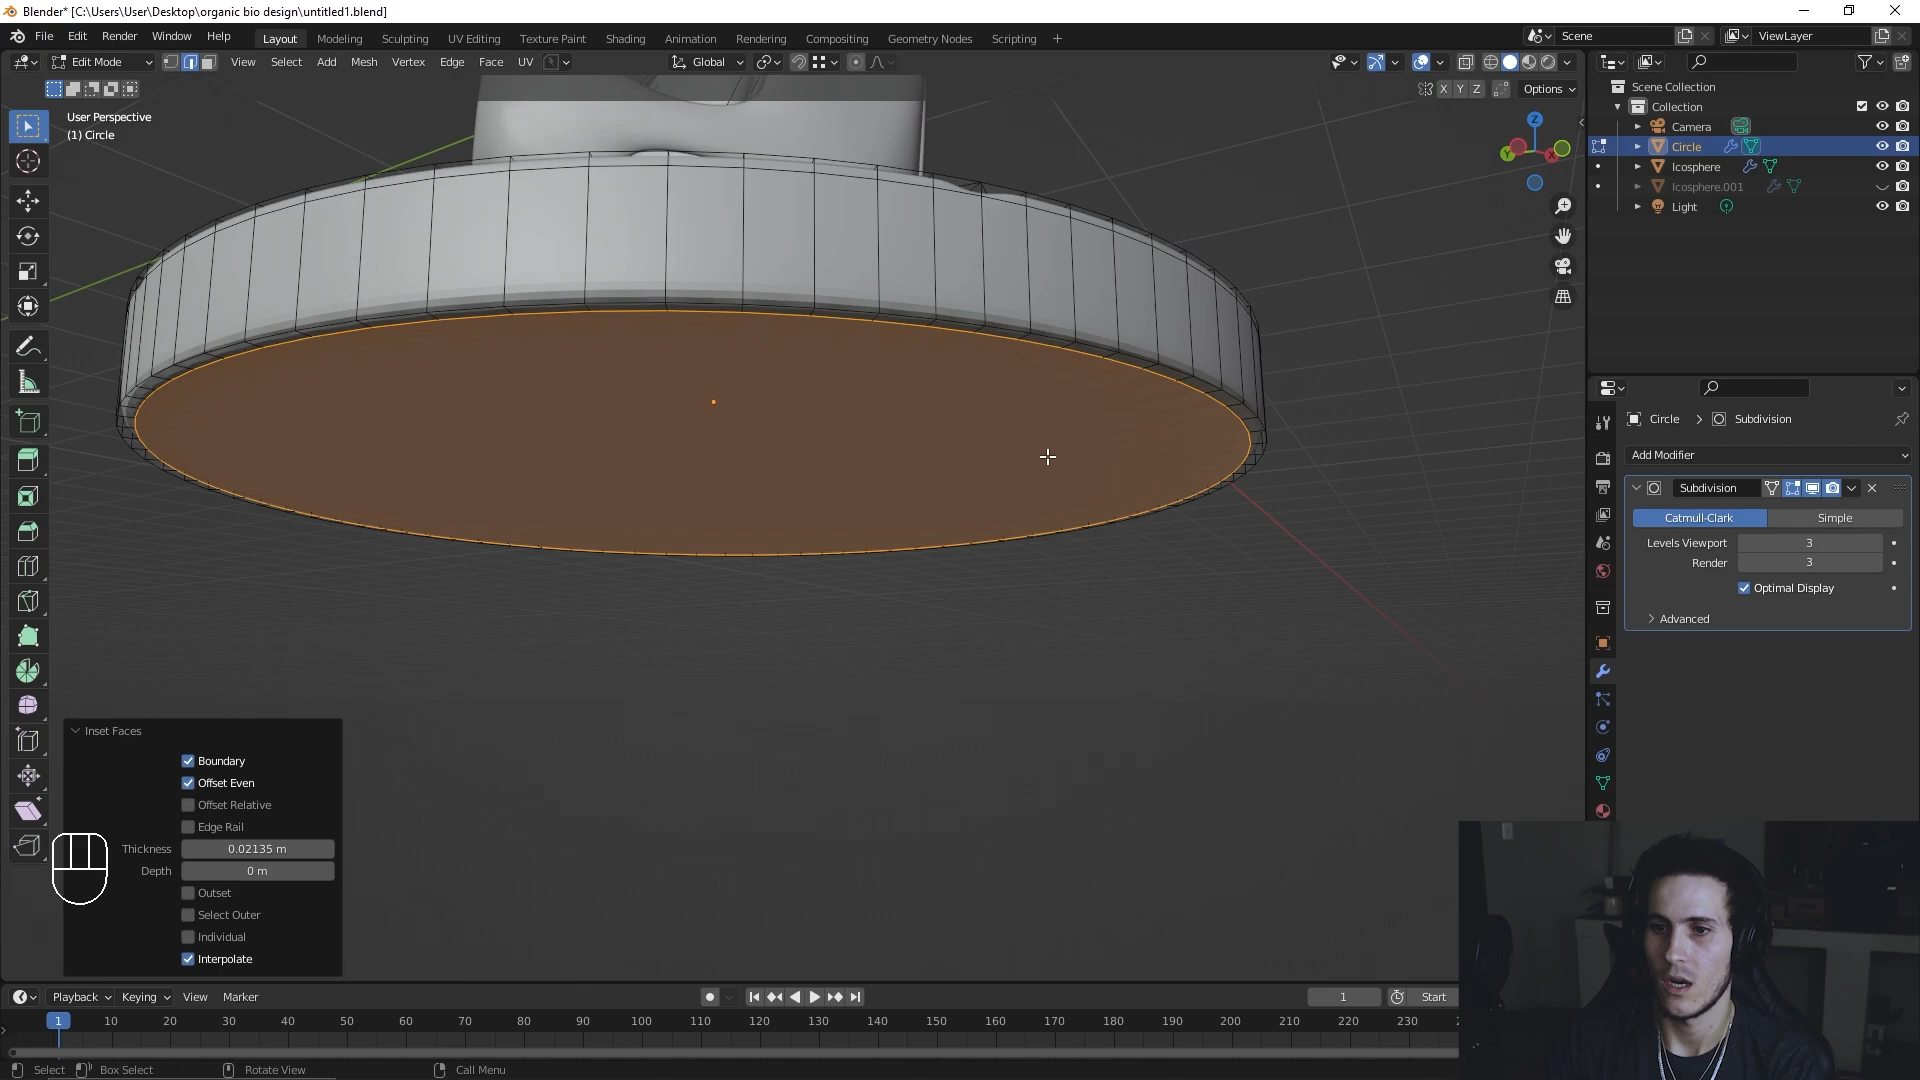 Blender* [C:\Users\User\Desktop\organic bio design\untitled1.blend]
File Edit Render Window Help Layout Modeling Sculpting UV Editing Texture Paint Shading Animation Rendering Compositing Geometry Nodes Scripting + Scene ViewLayer
Edit Mode View Select Add Mesh Vertex Edge Face UV Global
X Y Z Options
User Perspective
(1) Circle
Z
Y X
Scene Collection
Collection
Camera
Circle
Icosphere
Icosphere.001
Light
Circle > Subdivision
Add Modifier
Subdivision
Catmull-Clark Simple
Levels Viewport 3
Render 3
Optimal Display
Advanced
Inset Faces
Boundary
Offset Even
Offset Relative
Edge Rail
Thickness 0.02135 m
Depth 0 m
Outset
Select Outer
Individual
Interpolate
Playback Keying View Marker 1 Start
1 10 20 30 40 50 60 70 80 90 100 110 120 130 140 150 160 170 180 190 200 210 220 230
Select Box Select Rotate View Call Menu